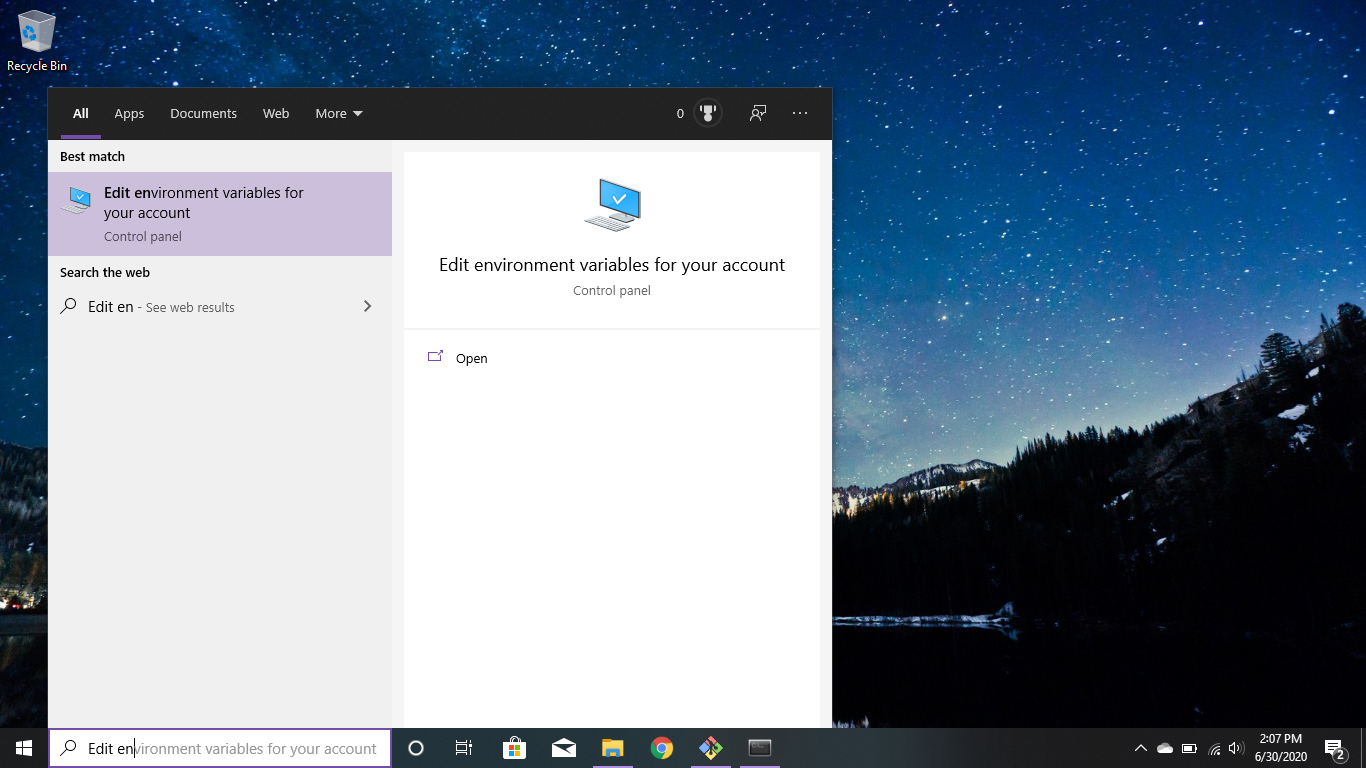 Recycle Bin
All Apps Documents Web More 0 ...
Best match
Edit environment variables for
your account
Control panel
Search the web
Edit en - See web results
Edit environment variables for your account
Control panel
Open
Edit environment variables for your account
2:07 PM
6/30/2020
2